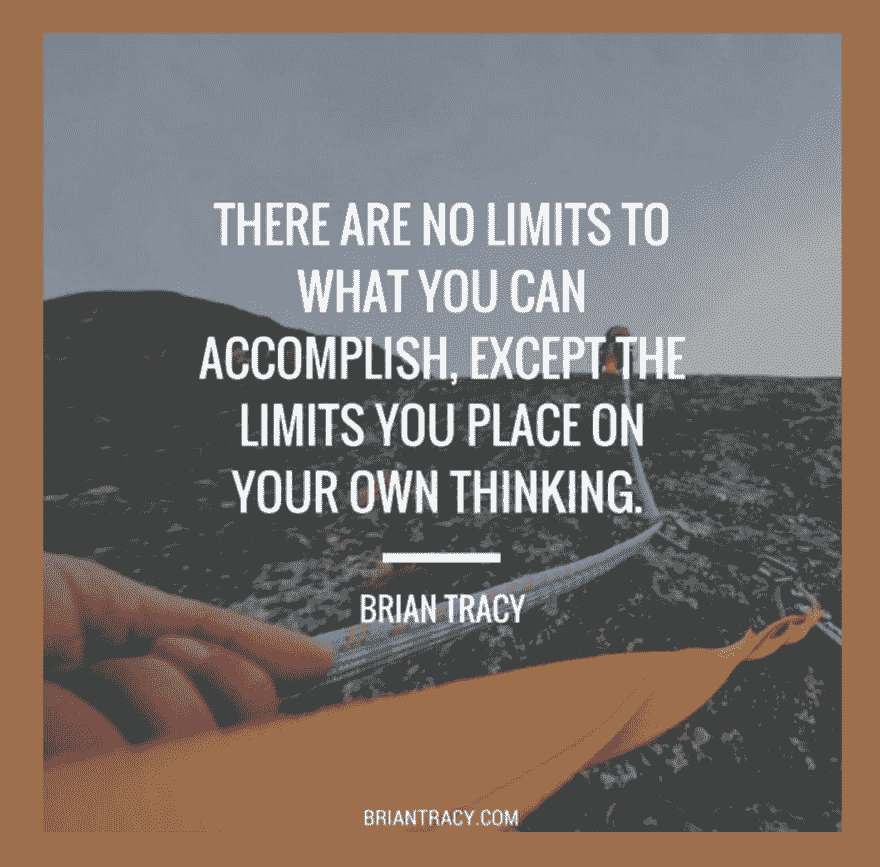 THERE ARE NO LIMITS TO
WHAT YOU CAN
ACCOMPLISH, EXCEPT THE
LIMITS YOU PLACE ON
YOUR OWN THINKING.
BRIAN TRACY
BRIANTRACY.COM